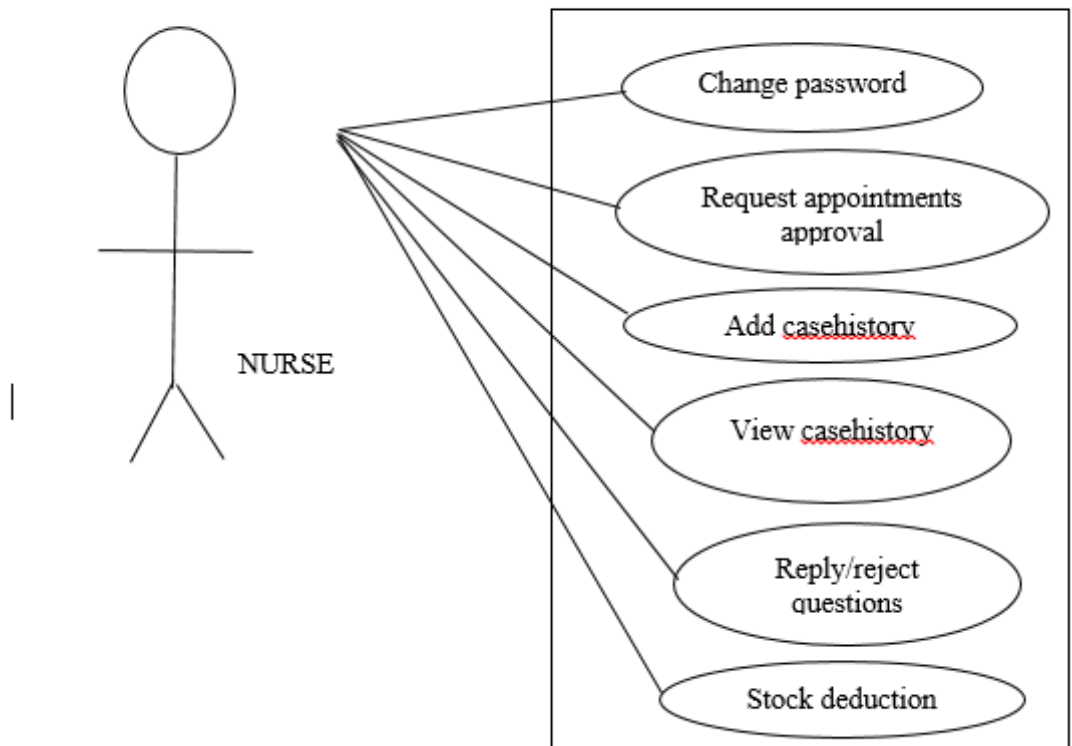 Change password
Request appointments
approval
Add casehistory
NURSE
View casehistory
Reply/reject
questions
Stock deduction